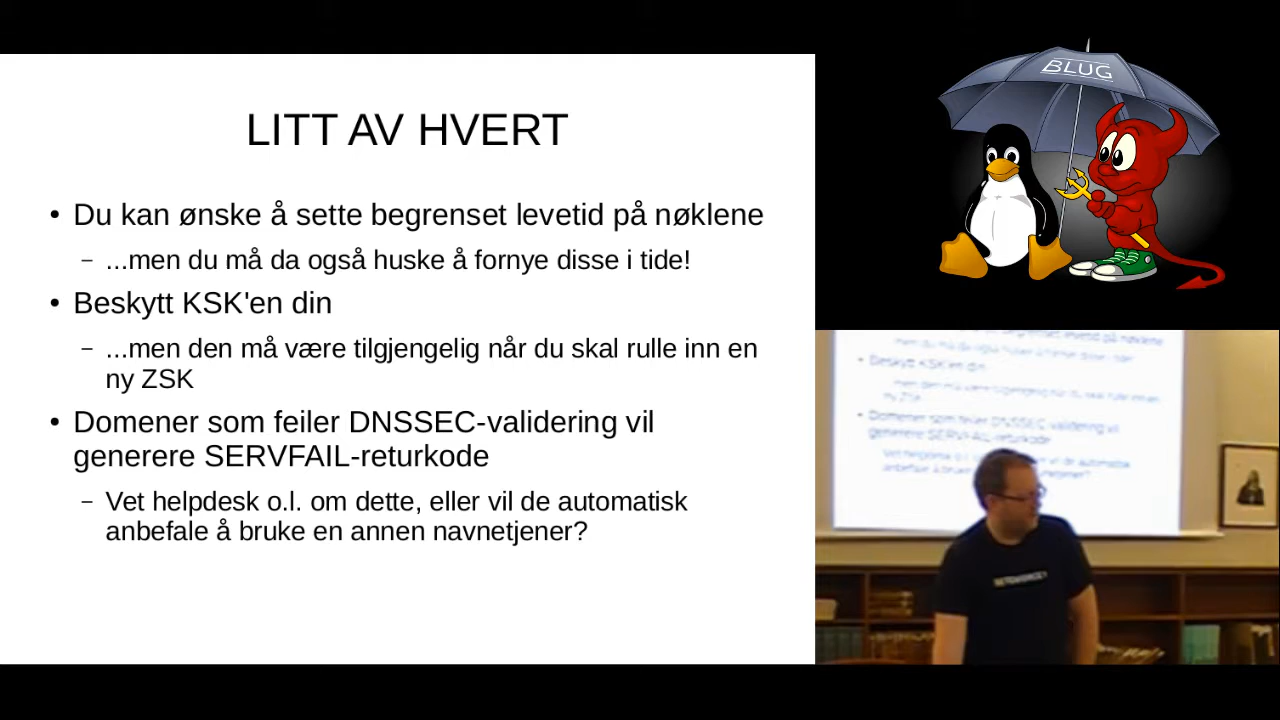 LITT AV HVERT
• Du kan ønske å sette begrenset levetid på nøklene
– ...men du må da også huske å fornye disse i tide!
• Beskytt KSK'en din
– ...men den må være tilgjengelig når du skal rulle inn en
ny ZSK
• Domener som feiler DNSSEC-validering vil
generere SERVFAIL-returkode
– Vet helpdesk o.l. om dette, eller vil de automatisk
anbefale å bruke en annen navnetjener?
BLUG